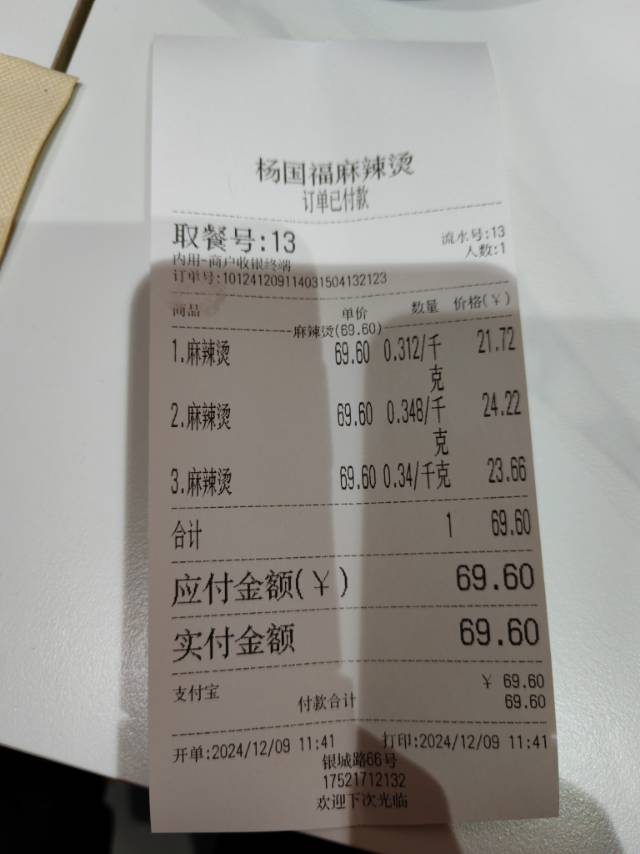 杨国福麻辣烫
订单已付款
取餐号:13
流水号:13
内用-商户收银终端
人数:1
订单号:101241209114031504132123
商品 单价 数量 价格(¥)
麻辣烫(69.60)
1.麻辣烫 69.60 0.312/千克 21.72
2.麻辣烫 69.60 0.348/千克 24.22
3.麻辣烫 69.60 0.34/千克 23.66
合计 1 69.60
应付金额(¥) 69.60
实付金额 69.60
支付宝 ¥ 69.60
付款合计 69.60
开单:2024/12/09 11:41 打印:2024/12/09 11:41
银城路66号
17521712132
欢迎下次光临